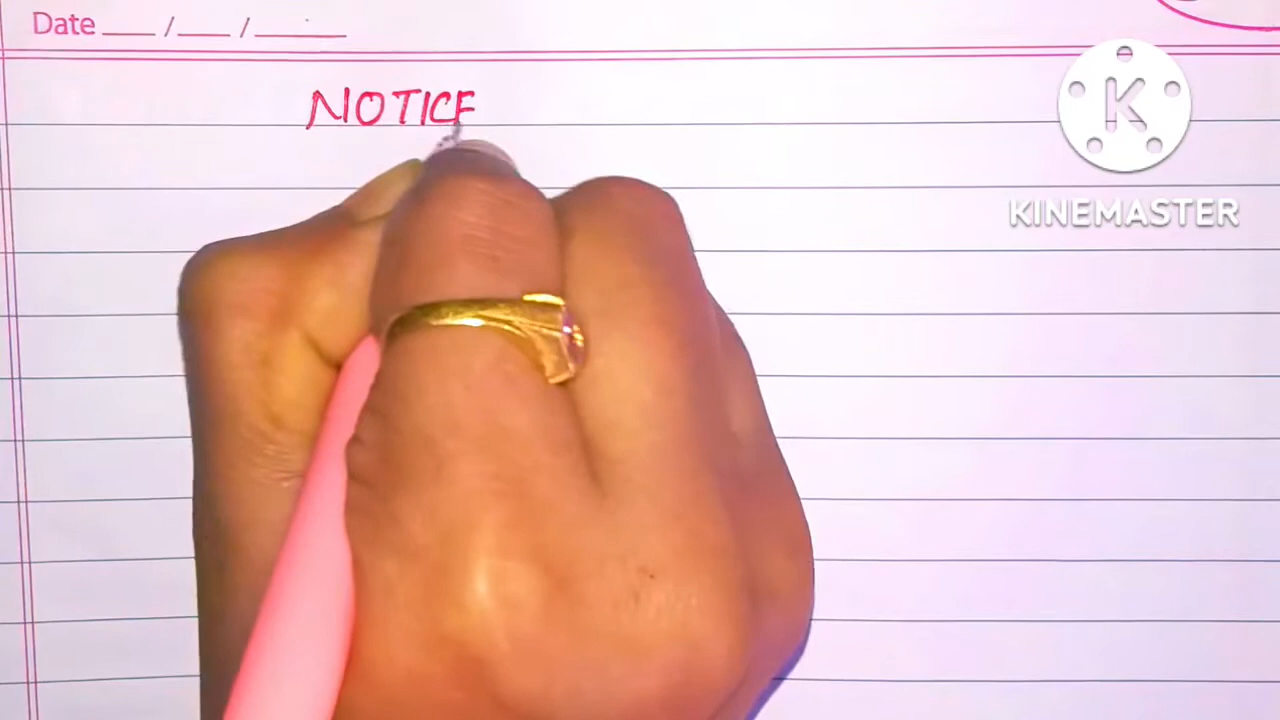 Date ___ / ___ / _____
NOTICE
K
KINEMASTER